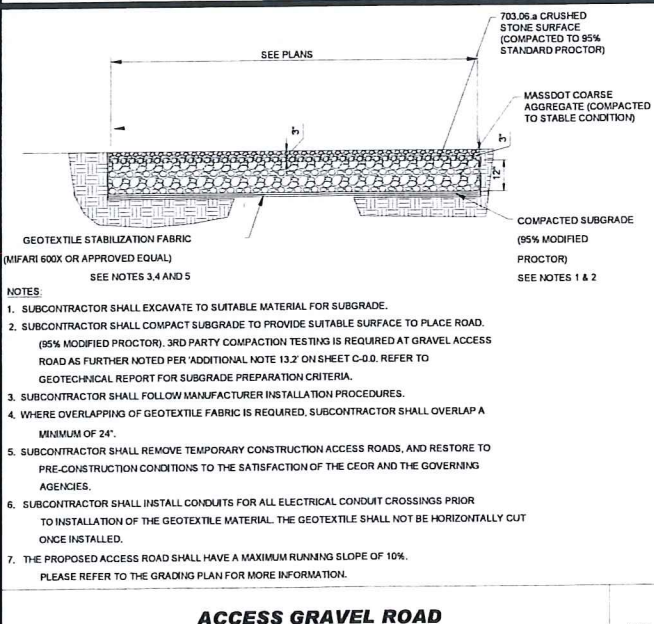 703.06.a CRUSHED
STONE SURFACE
(COMPACTED TO 95%
STANDARD PROCTOR)
SEE PLANS
MASSDOT COARSE
AGGREGATE (COMPACTED
TO STABLE CONDITION)
3"
3"
12"
COMPACTED SUBGRADE
(95% MODIFIED
PROCTOR)
SEE NOTES 1 & 2
GEOTEXTILE STABILIZATION FABRIC
(MIFARI 600X OR APPROVED EQUAL)
SEE NOTES 3,4 AND 5
NOTES:
1. SUBCONTRACTOR SHALL EXCAVATE TO SUITABLE MATERIAL FOR SUBGRADE.
2. SUBCONTRACTOR SHALL COMPACT SUBGRADE TO PROVIDE SUITABLE SURFACE TO PLACE ROAD.
(95% MODIFIED PROCTOR). 3RD PARTY COMPACTION TESTING IS REQUIRED AT GRAVEL ACCESS
ROAD AS FURTHER NOTED PER 'ADDITIONAL NOTE 13.2' ON SHEET C-0.0. REFER TO
GEOTECHNICAL REPORT FOR SUBGRADE PREPARATION CRITERIA.
3. SUBCONTRACTOR SHALL FOLLOW MANUFACTURER INSTALLATION PROCEDURES.
4. WHERE OVERLAPPING OF GEOTEXTILE FABRIC IS REQUIRED, SUBCONTRACTOR SHALL OVERLAP A
MINIMUM OF 24".
5. SUBCONTRACTOR SHALL REMOVE TEMPORARY CONSTRUCTION ACCESS ROADS, AND RESTORE TO
PRE-CONSTRUCTION CONDITIONS TO THE SATISFACTION OF THE CEOR AND THE GOVERNING
AGENCIES.
6. SUBCONTRACTOR SHALL INSTALL CONDUITS FOR ALL ELECTRICAL CONDUIT CROSSINGS PRIOR
TO INSTALLATION OF THE GEOTEXTILE MATERIAL. THE GEOTEXTILE SHALL NOT BE HORIZONTALLY CUT
ONCE INSTALLED.
7. THE PROPOSED ACCESS ROAD SHALL HAVE A MAXIMUM RUNNING SLOPE OF 10%.
PLEASE REFER TO THE GRADING PLAN FOR MORE INFORMATION.
ACCESS GRAVEL ROAD